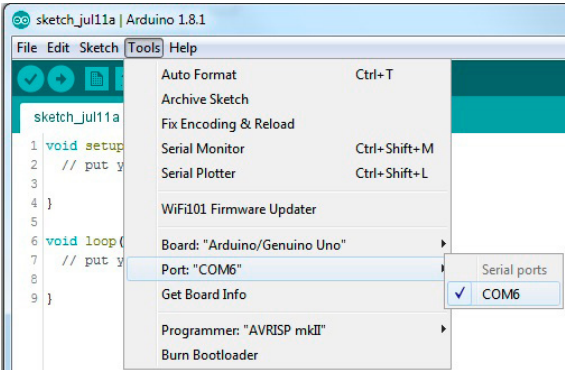 sketch_jul11a | Arduino 1.8.1
File Edit Sketch Tools Help
sketch_jul11a
Auto Format Ctrl+T
Archive Sketch
Fix Encoding & Reload
Serial Monitor Ctrl+Shift+M
Serial Plotter Ctrl+Shift+L
WiFi101 Firmware Updater
Board: "Arduino/Genuino Uno"
Port: "COM6"
Get Board Info
Programmer: "AVRISP mkII"
Burn Bootloader
Serial ports
COM6
1 void setup
2 // put y
3
4 }
5
6 void loop(
7 // put y
8
9 }